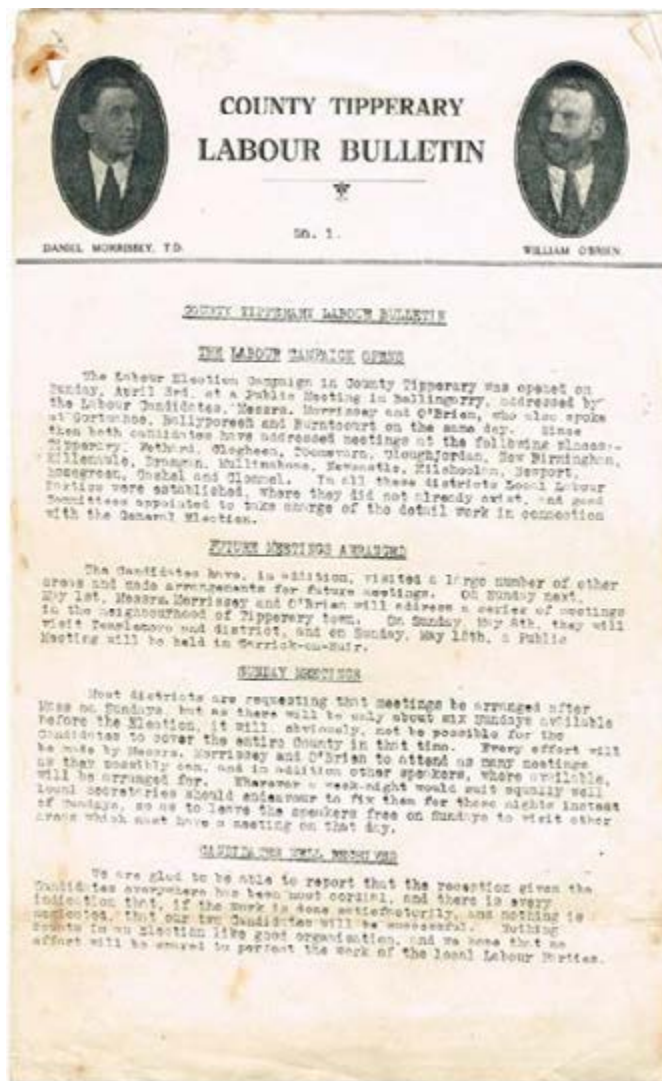 COUNTY TIPPERARY
LABOUR BULLETIN
No. 1.
DANIEL MORRISSEY, T.D.
WILLIAM O'BRIEN
COUNTY TIPPERARY LABOUR BULLETIN
THE LABOUR CAMPAIGN OPENS
The Labour Election Campaign in County Tipperary was opened on
Sunday, April 3rd, at a Public Meeting in Ballingarry, addressed by
the Labour Candidates, Messrs. Morrissey and O'Brien, who also spoke
at Gortnahoe, Ballyporeen and Burntcourt on the same day. Since
then both candidates have addressed meetings at the following places:-
Tipperary, Fethard, Clogheen, Toomevara, Cloughjordan, New Birmingham,
Killenaule, Drangan, Mullinahone, Newcastle, Newport,
Cashel and Clonmel. In all these districts Local Labour
Parties were established, where they did not already exist, and good
Committees appointed to take charge of the detail work in connection
with the General Election.
FUTURE MEETINGS ARRANGED
The Candidates have, in addition, visited a large number of other
areas and made arrangements for future meetings. On Sunday next,
May 1st, Messrs. Morrissey and O'Brien will address a series of meetings
in the neighbourhood of Tipperary town. On Sunday, May 8th, they will
visit Templemore and district, and on Sunday, May 15th, a Public
Meeting will be held in Carrick-on-Suir.
SUNDAY MEETINGS
Most districts are requesting that meetings be arranged after
Mass on Sundays, but as there will be only about six Sundays available
before the Election, it will, obviously, not be possible for the
Candidates to cover the entire County in that time. Every effort will
be made by Messrs. Morrissey and O'Brien to attend as many meetings
as they possibly can, and in addition other speakers, where available,
will be arranged for. Wherever a week-night would suit equally well
local secretaries should endeavour to fix them for these nights instead
of Sundays, so as to leave the speakers free on Sundays to visit other
areas which must have a meeting on that day.
CANDIDATES WELL RECEIVED
We are glad to be able to report that the reception given the
Candidates everywhere has been most cordial, and there is every
indication that, if the work is done satisfactorily, and nothing is
neglected, that our two Candidates will be successful. Nothing
counts in an Election like good organisation, and we hope that no
effort will be spared to perfect the work of the local Labour Parties.